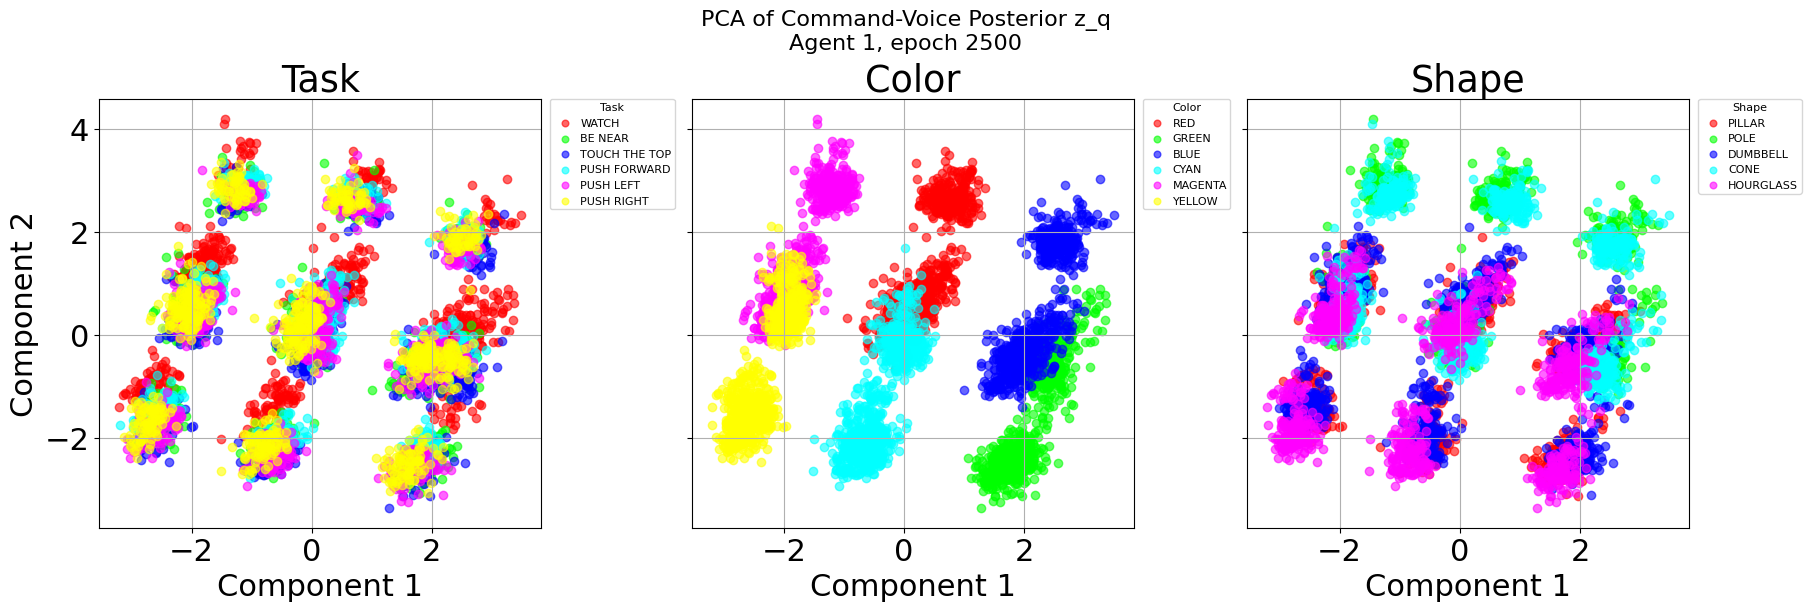 PCA of Command-Voice Posterior z_q
Agent 1, epoch 2500
Task
Color
Shape
Task
WATCH
BE NEAR
TOUCH THE TOP
PUSH FORWARD
PUSH LEFT
PUSH RIGHT
Color
RED
GREEN
BLUE
CYAN
MAGENTA
YELLOW
Shape
PILLAR
POLE
DUMBBELL
CONE
HOURGLASS
Component 2
4
2
0
−2
−2 0 2
−2 0 2
−2 0 2
Component 1
Component 1
Component 1